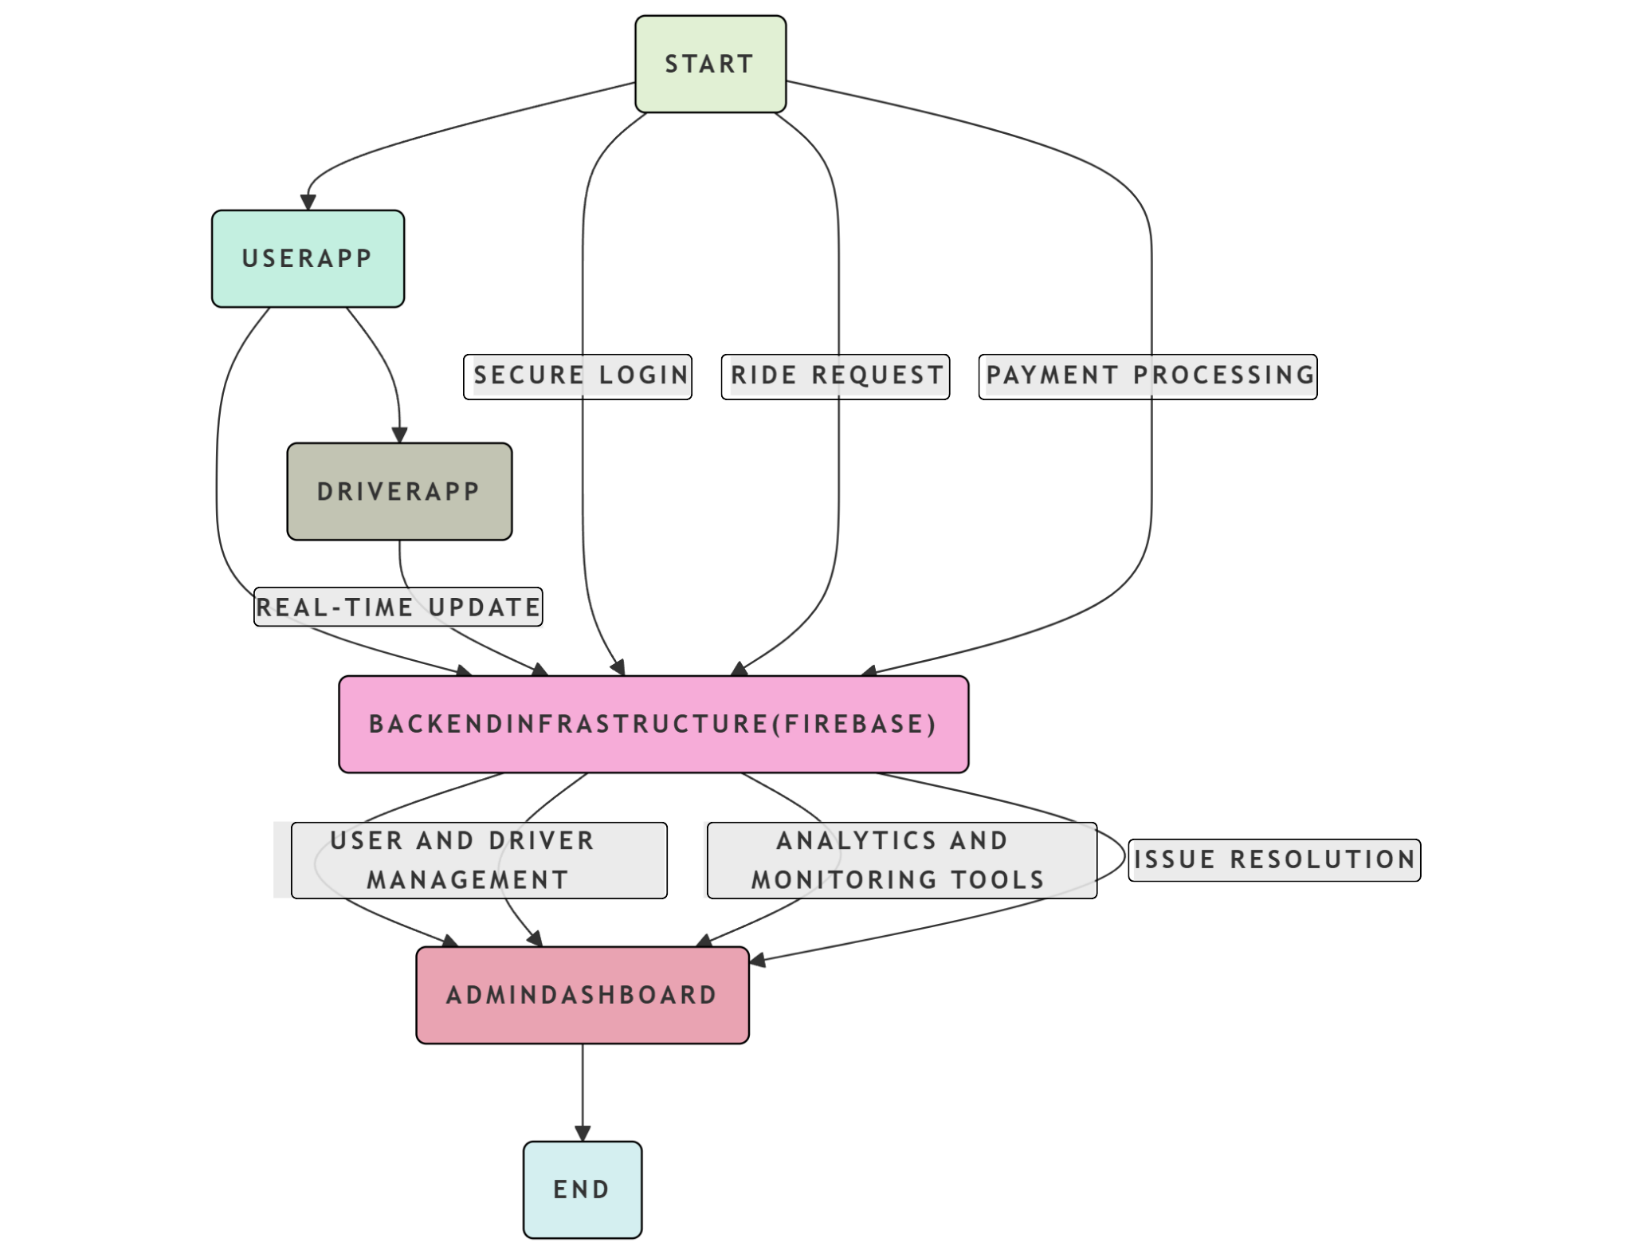 START
USERAPP
SECURE LOGIN
RIDE REQUEST
PAYMENT PROCESSING
DRIVERAPP
REAL-TIME UPDATE
BACKENDINFRASTRUCTURE(FIREBASE)
USER AND DRIVER
MANAGEMENT
ANALYTICS AND
MONITORING TOOLS
ISSUE RESOLUTION
ADMINDASHBOARD
END